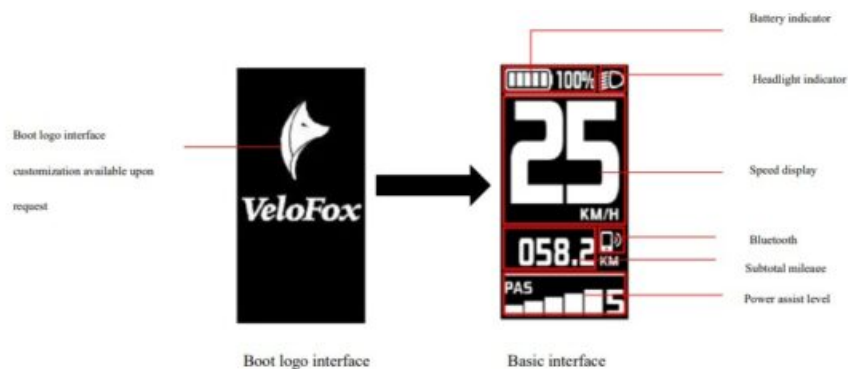 Battery indicator
100%
Headlight indicator
25
KM/H
Speed display
Boot logo interface
customization available upon
request
VeloFox
058.2
KM
Bluetooth
Subtotal mileage
PAS
5
Power assist level
Boot logo interface
Basic interface